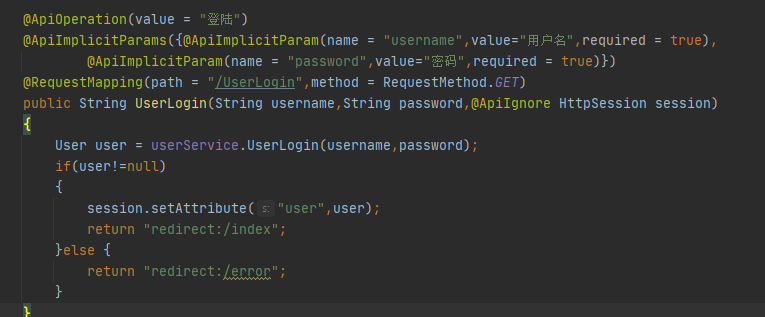 @ApiOperation(value = "登陆")
@ApiImplicitParams({@ApiImplicitParam(name = "username",value="用户名",required = true),
@ApiImplicitParam(name = "password",value="密码",required = true)})
@RequestMapping(path = "/UserLogin",method = RequestMethod.GET)
public String UserLogin(String username,String password,@ApiIgnore HttpSession session)
{
User user = userService.UserLogin(username,password);
if(user!=null)
{
session.setAttribute( s: "user",user);
return "redirect:/index";
}else {
return "redirect:/error";
}
}